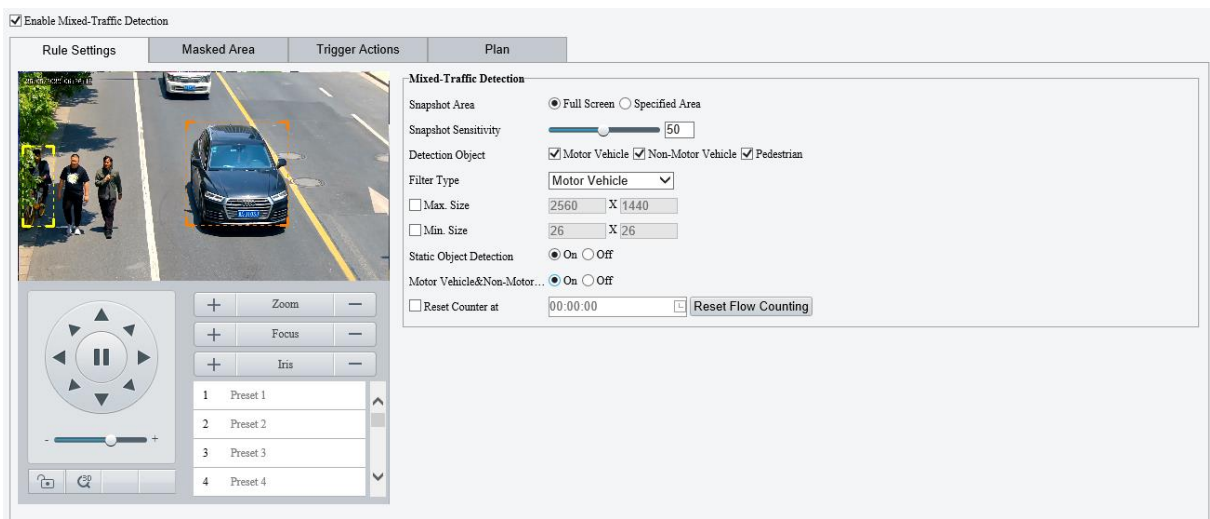 Enable Mixed-Traffic Detection
Rule Settings Masked Area Trigger Actions Plan
Mixed-Traffic Detection
Snapshot Area Full Screen Specified Area
Snapshot Sensitivity 50
Detection Object Motor Vehicle Non-Motor Vehicle Pedestrian
Filter Type Motor Vehicle
Max. Size 2560 X 1440
Min. Size 26 X 26
Static Object Detection On Off
Motor Vehicle&Non-Motor... On Off
Reset Counter at 00:00:00 Reset Flow Counting
+ Zoom −
+ Focus −
+ Iris −
1 Preset 1
2 Preset 2
3 Preset 3
4 Preset 4
- +
3D